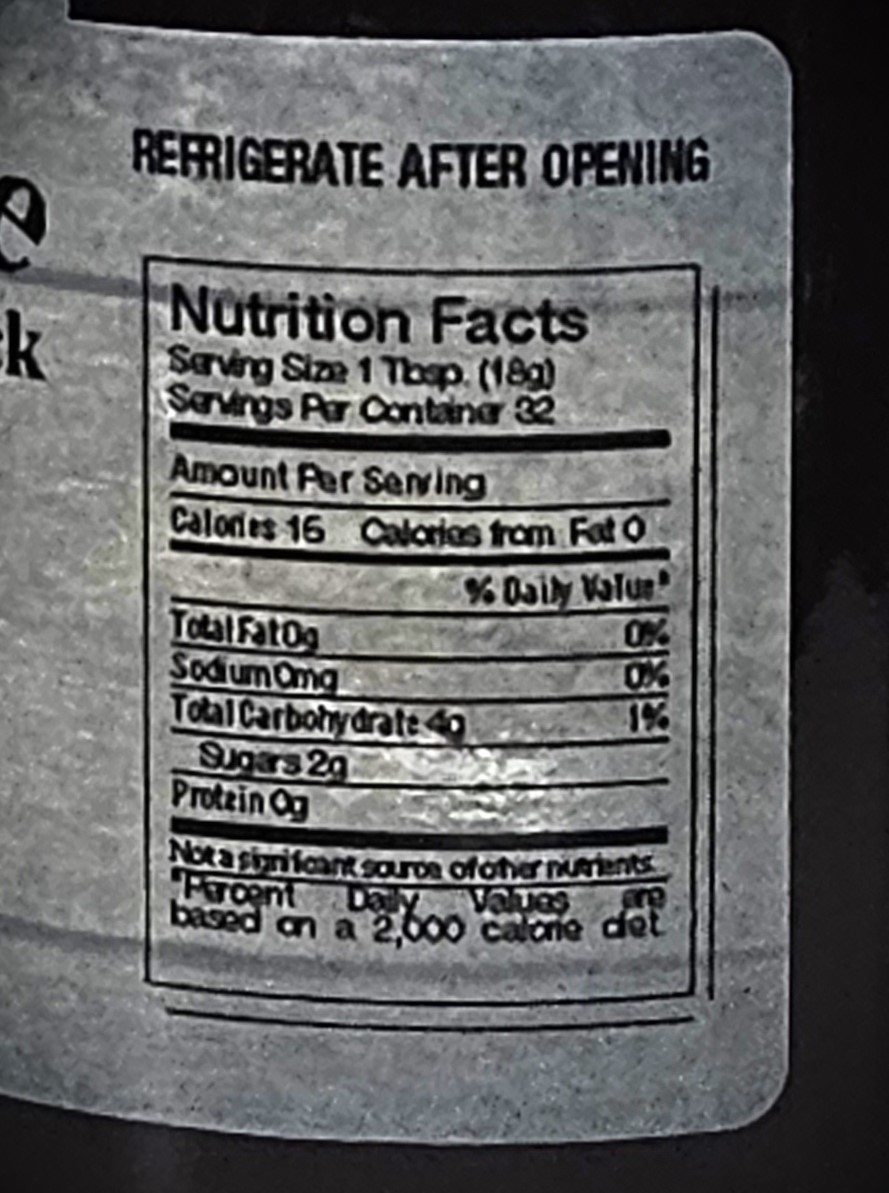 REFRIGERATE AFTER OPENING
e
k
Nutrition Facts
Serving Size 1 Tbsp. (18g)
Servings Per Container 32
Amount Per Serving
Calories 16 Calories from Fat 0
% Daily Value*
Total Fat 0g 0%
Sodium 0mg 0%
Total Carbohydrate 4g 1%
Sugars 2g
Protein 0g
Not a significant source of other nutrients.
*Percent Daily Values are
based on a 2,000 calorie diet.